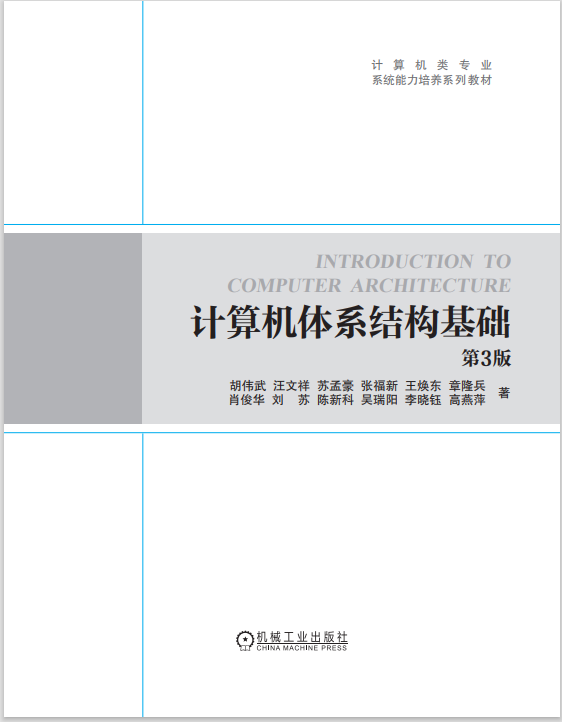 计算机类专业
系统能力培养系列教材
INTRODUCTION TO
COMPUTER ARCHITECTURE
计算机体系结构基础
第3版
胡伟武 汪文祥 苏孟豪 张福新 王焕东 章隆兵
肖俊华 刘 苏 陈新科 吴瑞阳 李晓钰 高燕萍 著
机械工业出版社
CHINA MACHINE PRESS